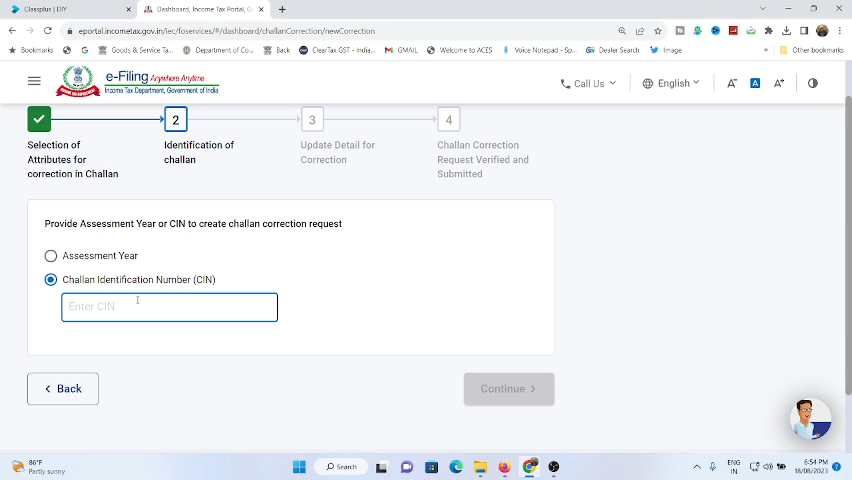 Classplus | DIY
Dashboard, Income Tax Portal, G
eportal.incometax.gov.in/iec/foservices/#/dashboard/challanCorrection/newCorrection
Bookmarks
Goods & Service Ta...
Department of Co...
Back
ClearTax GST - India...
GMAIL
Welcome to ACES
Voice Notepad - Sp...
Dealer Search
Image
»
Other bookmarks
e-Filing Anywhere Anytime
Income Tax Department, Government of India
Call Us
English
A-
A
A+
2
3
4
Selection of
Attributes for
correction in Challan
Identification of
challan
Update Detail for
Correction
Challan Correction
Request Verified and
Submitted
Provide Assessment Year or CIN to create challan correction request
Assessment Year
Challan Identification Number (CIN)
Enter CIN
Back
Continue
86°F
Partly sunny
Search
ENG
IN
6:54 PM
18/08/2023